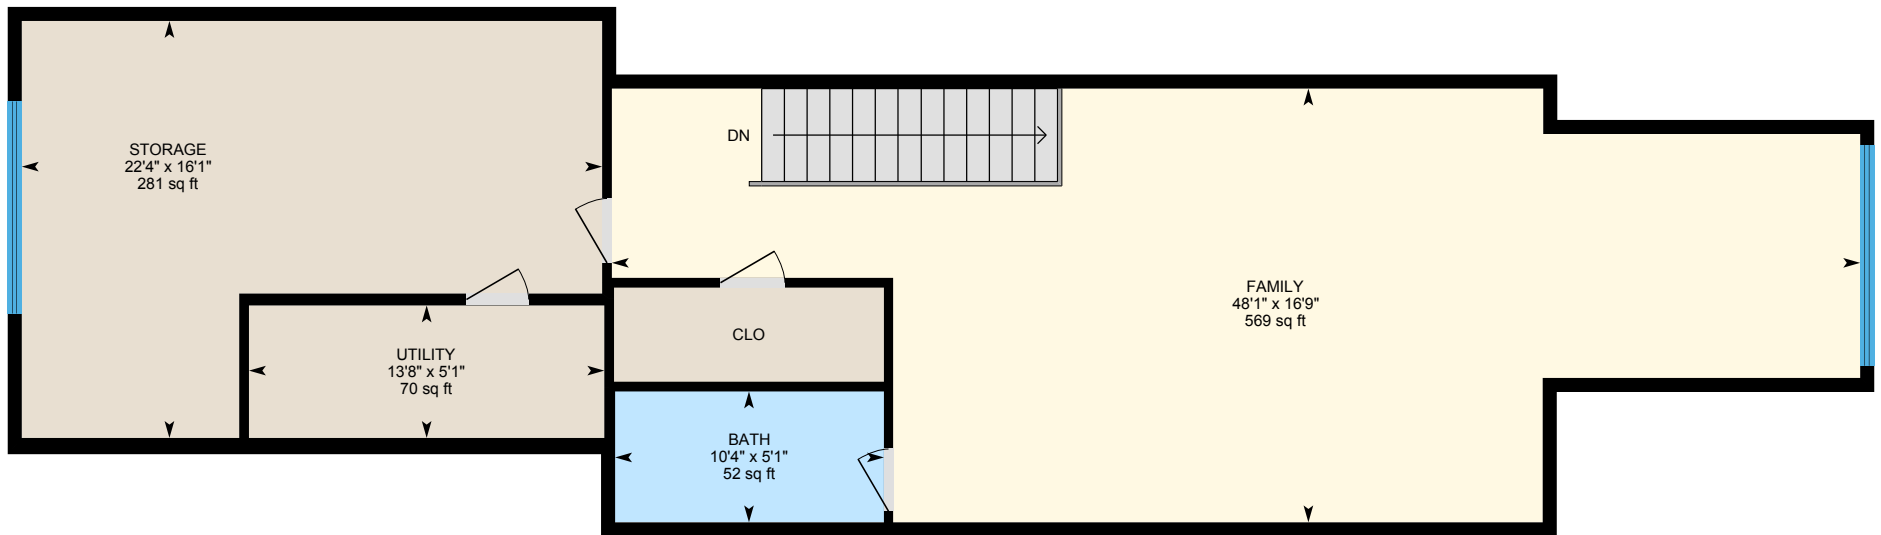 STORAGE
22'4" x 16'1"
281 sq ft
DN
FAMILY
48'1" x 16'9"
569 sq ft
CLO
UTILITY
13'8" x 5'1"
70 sq ft
BATH
10'4" x 5'1"
52 sq ft